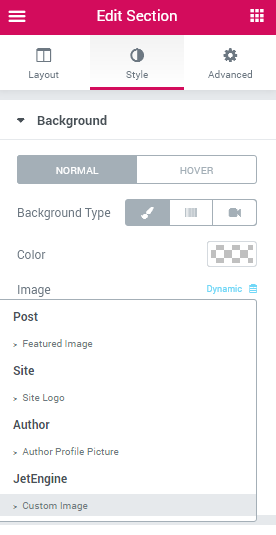 Edit Section
Layout Style Advanced
Background
NORMAL HOVER
Background Type
Color
Image Dynamic
Post
> Featured Image
Site
> Site Logo
Author
> Author Profile Picture
JetEngine
> Custom Image